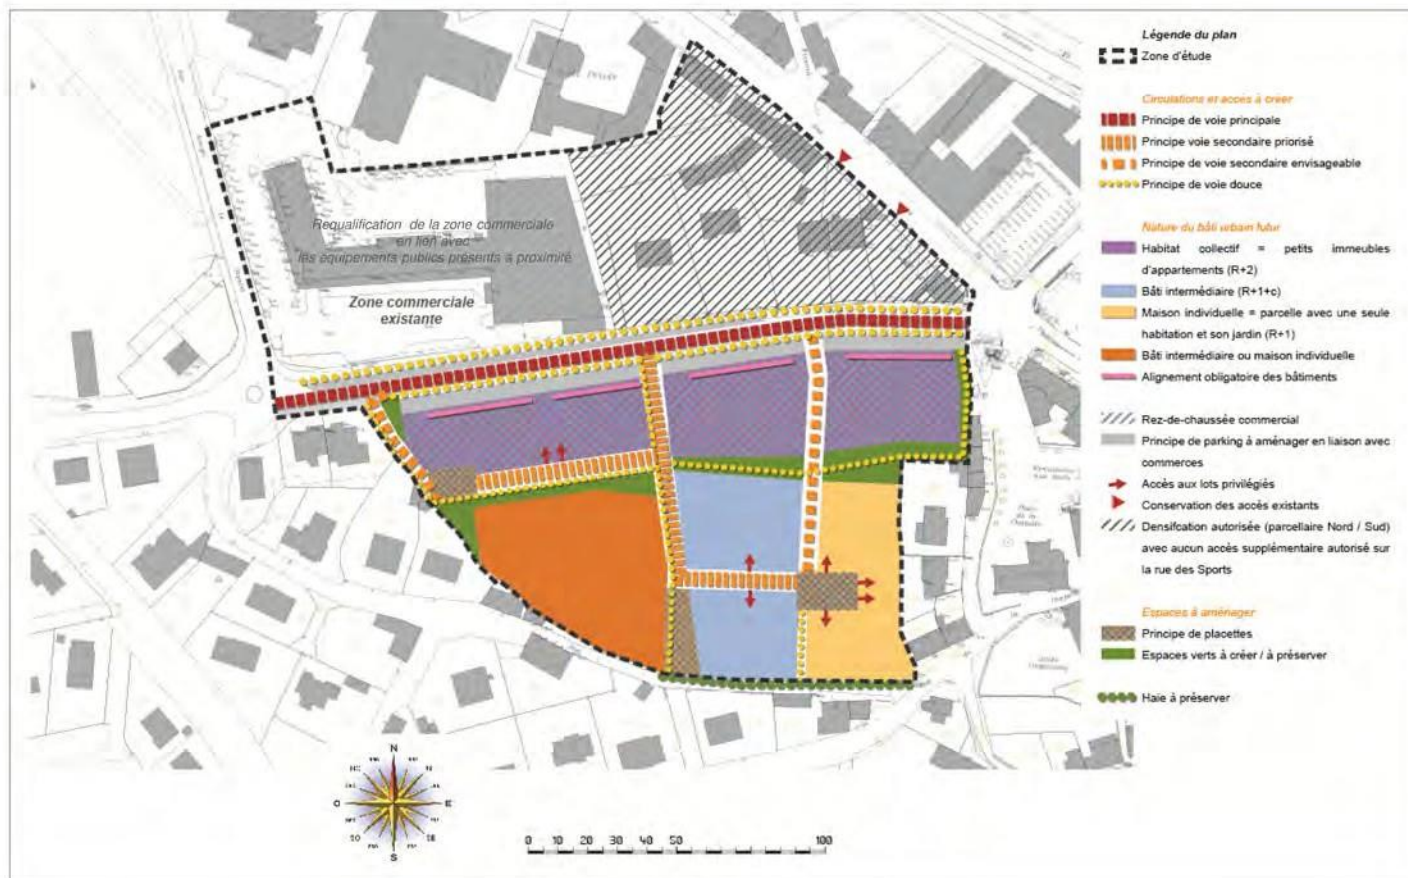 Requalification de la zone commerciale
en lien avec
les équipements publics présents à proximité
Zone commerciale
existante
Légende du plan
Zone d'étude
Circulations et accès à créer
Principe de voie principale
Principe voie secondaire priorisé
Principe de voie secondaire envisageable
Principe de voie douce
Nature du bâti urbain futur
Habitat collectif = petits immeubles
d'appartements (R+2)
Bâti intermédiaire (R+1+c)
Maison individuelle = parcelle avec une seule
habitation et son jardin (R+1)
Bâti intermédiaire ou maison individuelle
Alignement obligatoire des bâtiments
Rez-de-chaussée commercial
Principe de parking à aménager en liaison avec
commerces
Accès aux lots privilégiés
Conservation des accès existants
Densifcation autorisée (parcellaire Nord / Sud)
avec aucun accès supplémentaire autorisé sur
la rue des Sports
Espaces à aménager
Principe de placettes
Espaces verts à créer / à préserver
Haie à préserver
N
NO
O
E
SO
SE
S
0 10 20 30 40 50 100